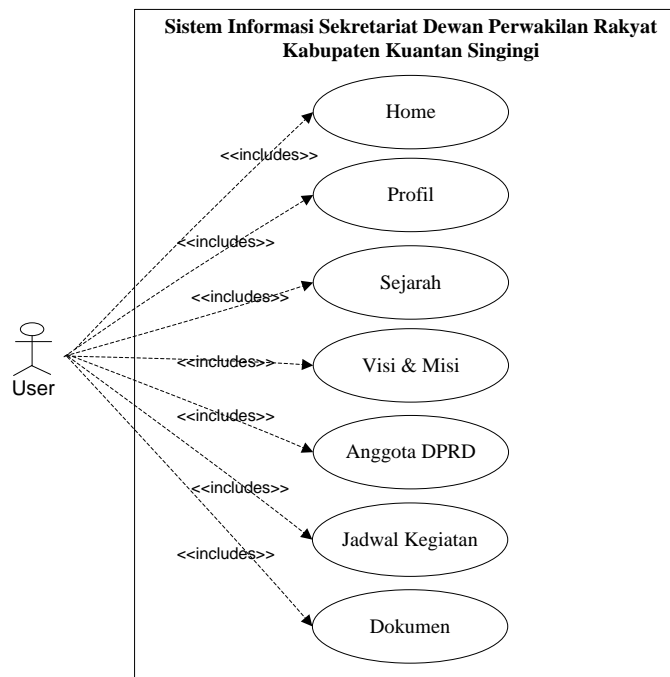 Sistem Informasi Sekretariat Dewan Perwakilan Rakyat
Kabupaten Kuantan Singingi
Home
<<includes>>
Profil
<<includes>>
Sejarah
<<includes>>
Visi & Misi
<<includes>>
User
Anggota DPRD
<<includes>>
Jadwal Kegiatan
<<includes>>
Dokumen
<<includes>>